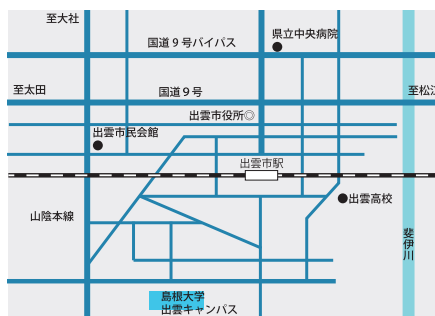 至大社
県立中央病院
国道9号バイパス
至太田
国道9号
至松江
出雲市役所◎
出雲市民会館
出雲市駅
出雲高校
山陰本線
斐伊川
島根大学
出雲キャンパス